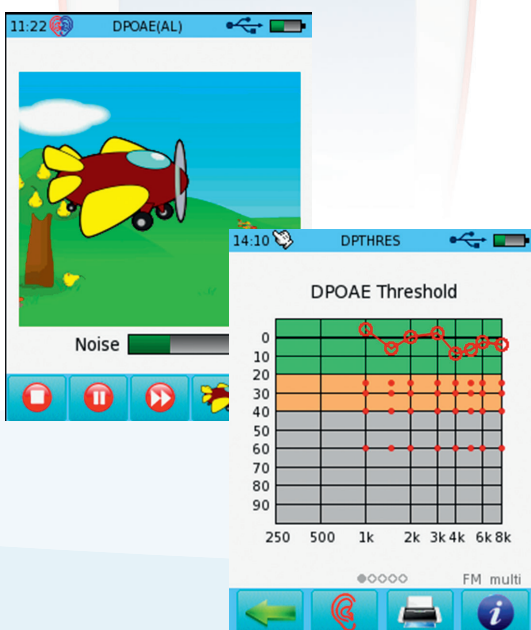 11:22 DPOAE(AL)
Noise
14:10 DPTHRES
DPOAE Threshold
0
10
20
30
40
50
60
70
80
90
250 500 1k 2k 3k 4k 6k 8k
FM multi
i